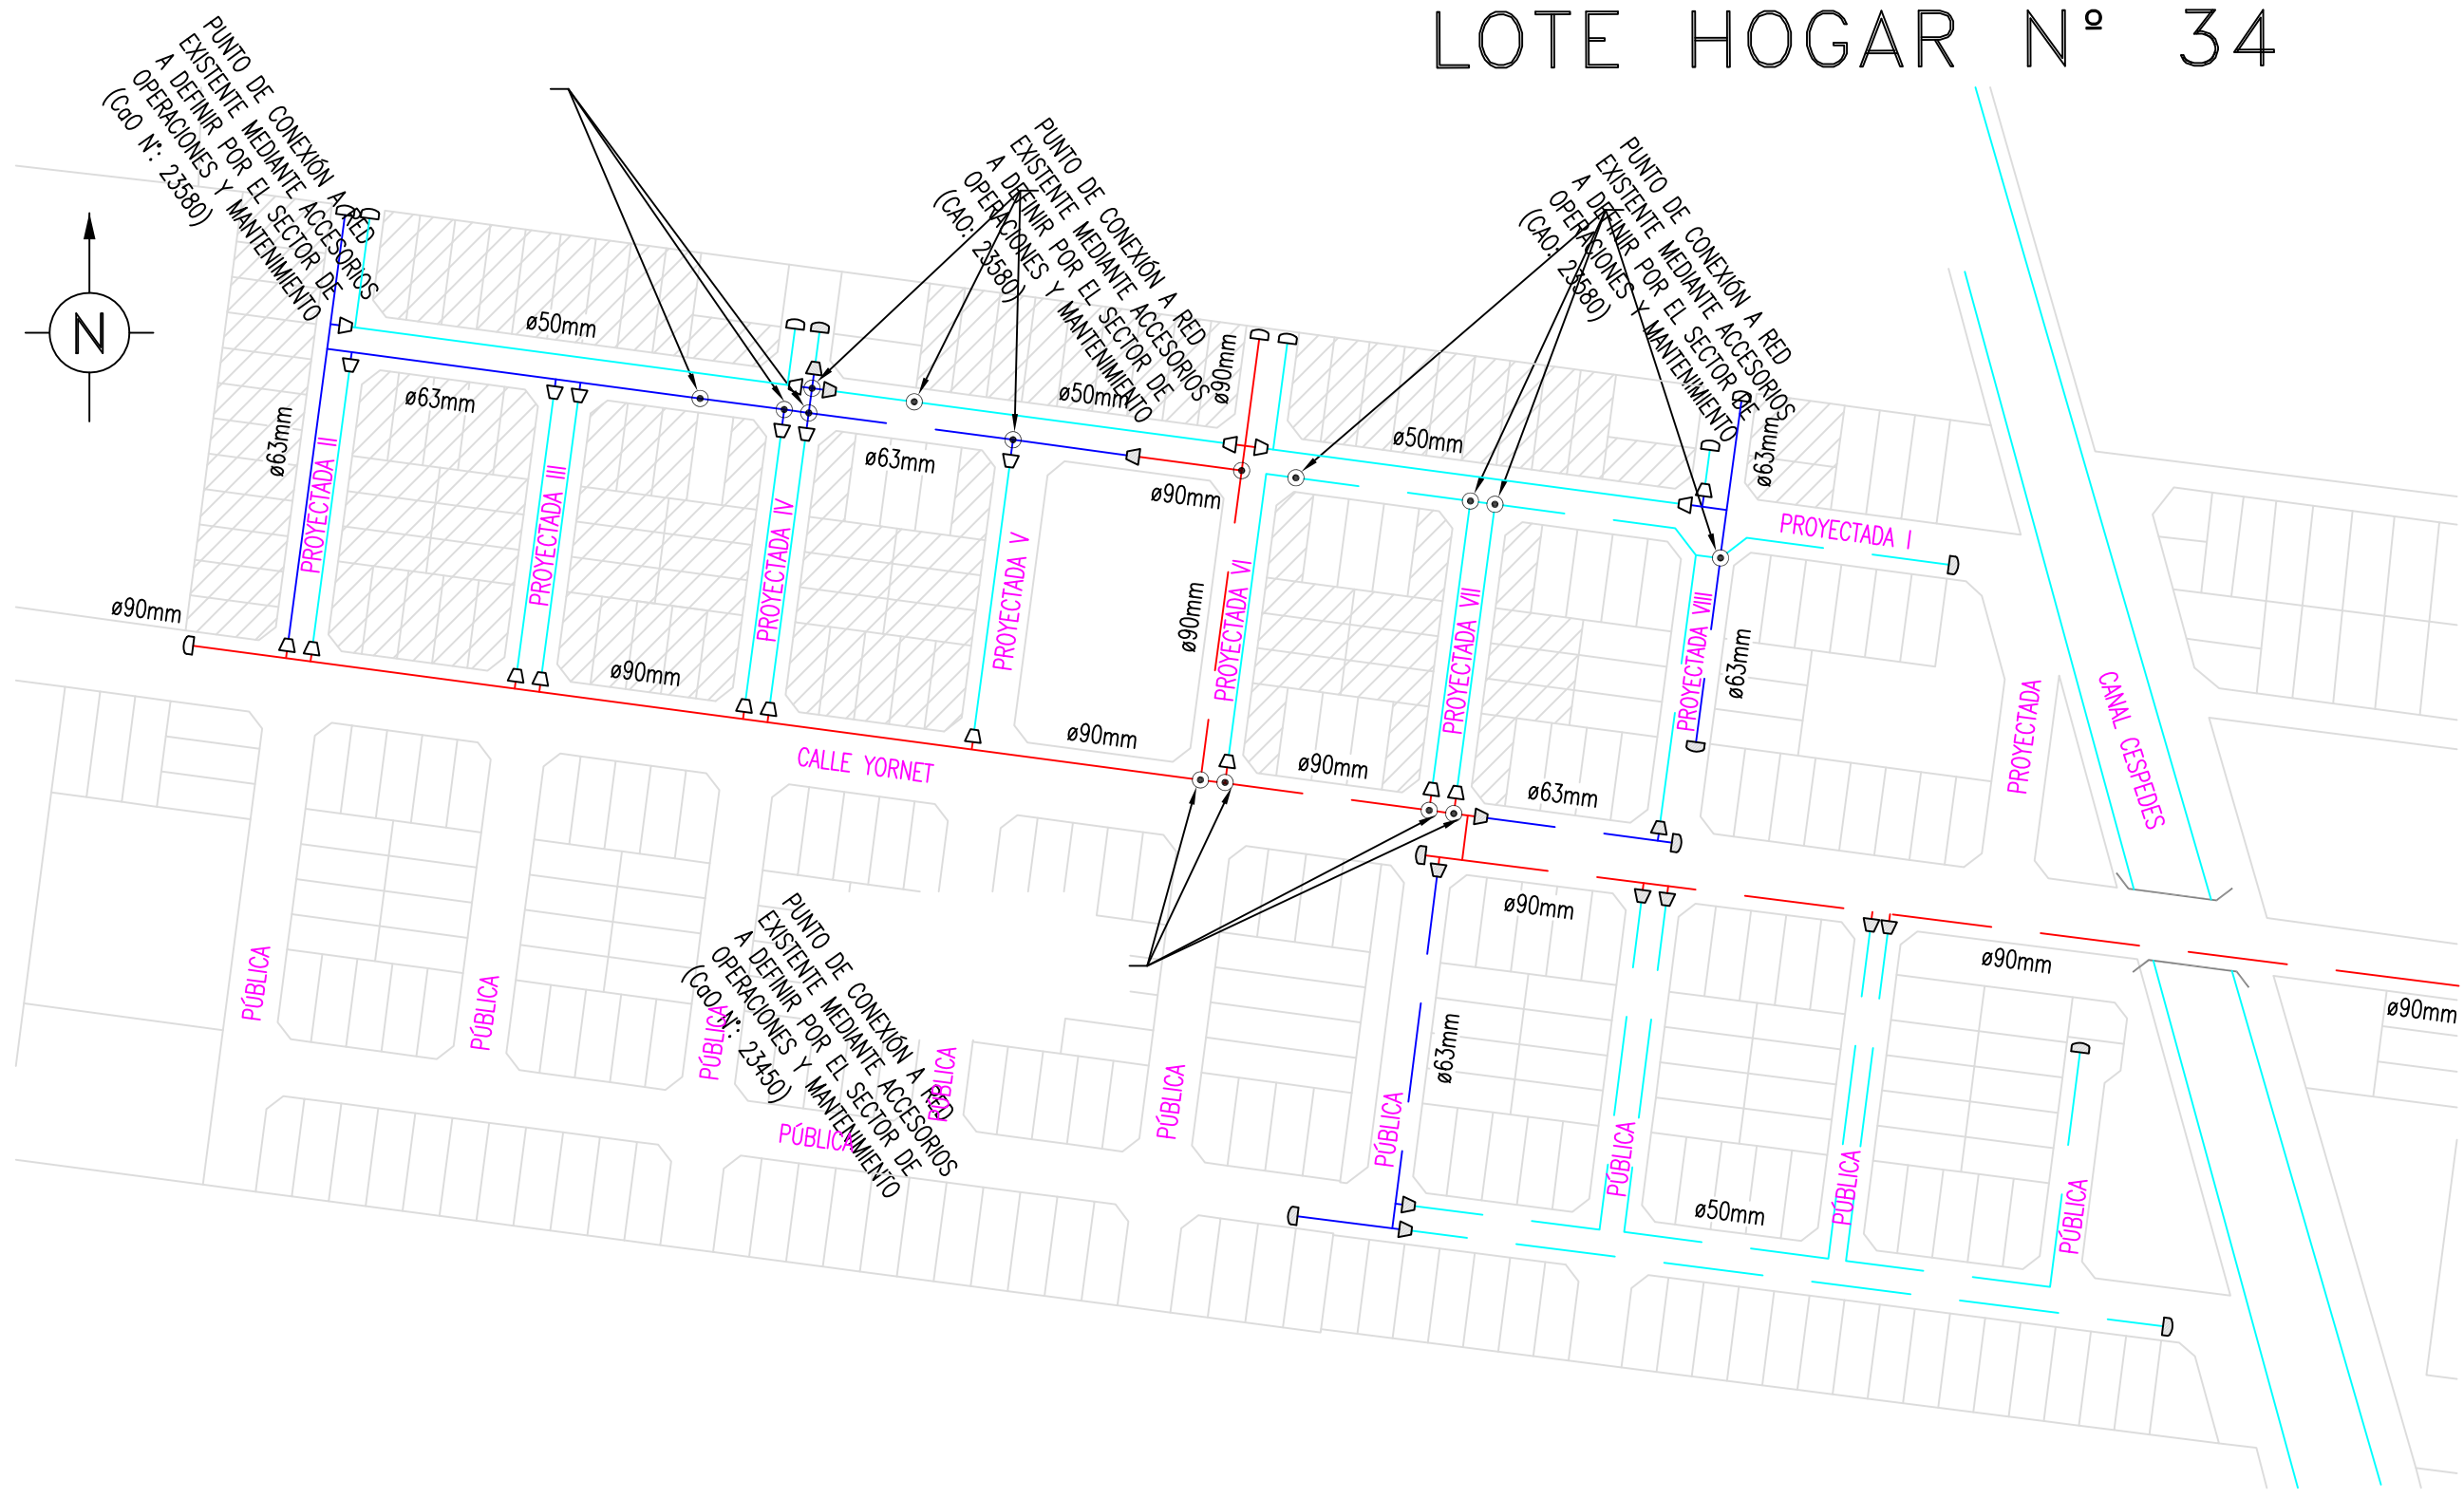 LOTE HOGAR Nº 34
PUNTO DE CONEXIÓN A RED
EXISTENTE MEDIANTE ACCESORIOS
A DEFINIR POR EL SECTOR DE
OPERACIONES Y MANTENIMIENTO
(CaO N°: 23580)
PUNTO DE CONEXIÓN A RED
EXISTENTE MEDIANTE ACCESORIOS
A DEFINIR POR EL SECTOR DE
OPERACIONES Y MANTENIMIENTO
(CAO: 23580)
PUNTO DE CONEXIÓN A RED
EXISTENTE MEDIANTE ACCESORIOS
A DEFINIR POR EL SECTOR DE
OPERACIONES Y MANTENIMIENTO
(CAO: 23580)
N
ø50mm
ø63mm
ø63mm
ø63mm
ø50mm
ø90mm
ø90mm
ø50mm
ø63mm
PROYECTADA I
PROYECTADA II
PROYECTADA III
PROYECTADA IV
PROYECTADA V
PROYECTADA VI
PROYECTADA VII
PROYECTADA VIII
PROYECTADA
CANAL CESPEDES
ø90mm
ø90mm
ø90mm
ø63mm
ø90mm
ø90mm
ø63mm
CALLE YORNET
ø90mm
ø90mm
ø90mm
PUNTO DE CONEXIÓN A RED
EXISTENTE MEDIANTE ACCESORIOS
A DEFINIR POR EL SECTOR DE
OPERACIONES Y MANTENIMIENTO
(CaO N°: 23450)
PÚBLICA
PÚBLICA
PÚBLICA
PÚBLICA
PÚBLICA
PÚBLICA
ø63mm
PÚBLICA
PÚBLICA
PÚBLICA
PÚBLICA
ø50mm